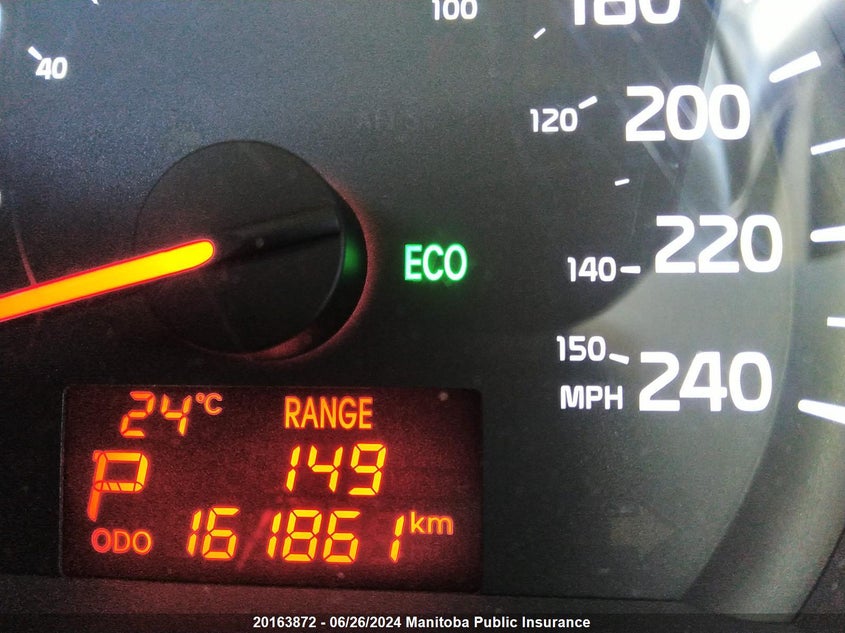 100
180
40
120
200
ECO
140
220
150
MPH
240
24°C
RANGE
P
149
ODO
161861 km
20163872 - 06/26/2024 Manitoba Public Insurance